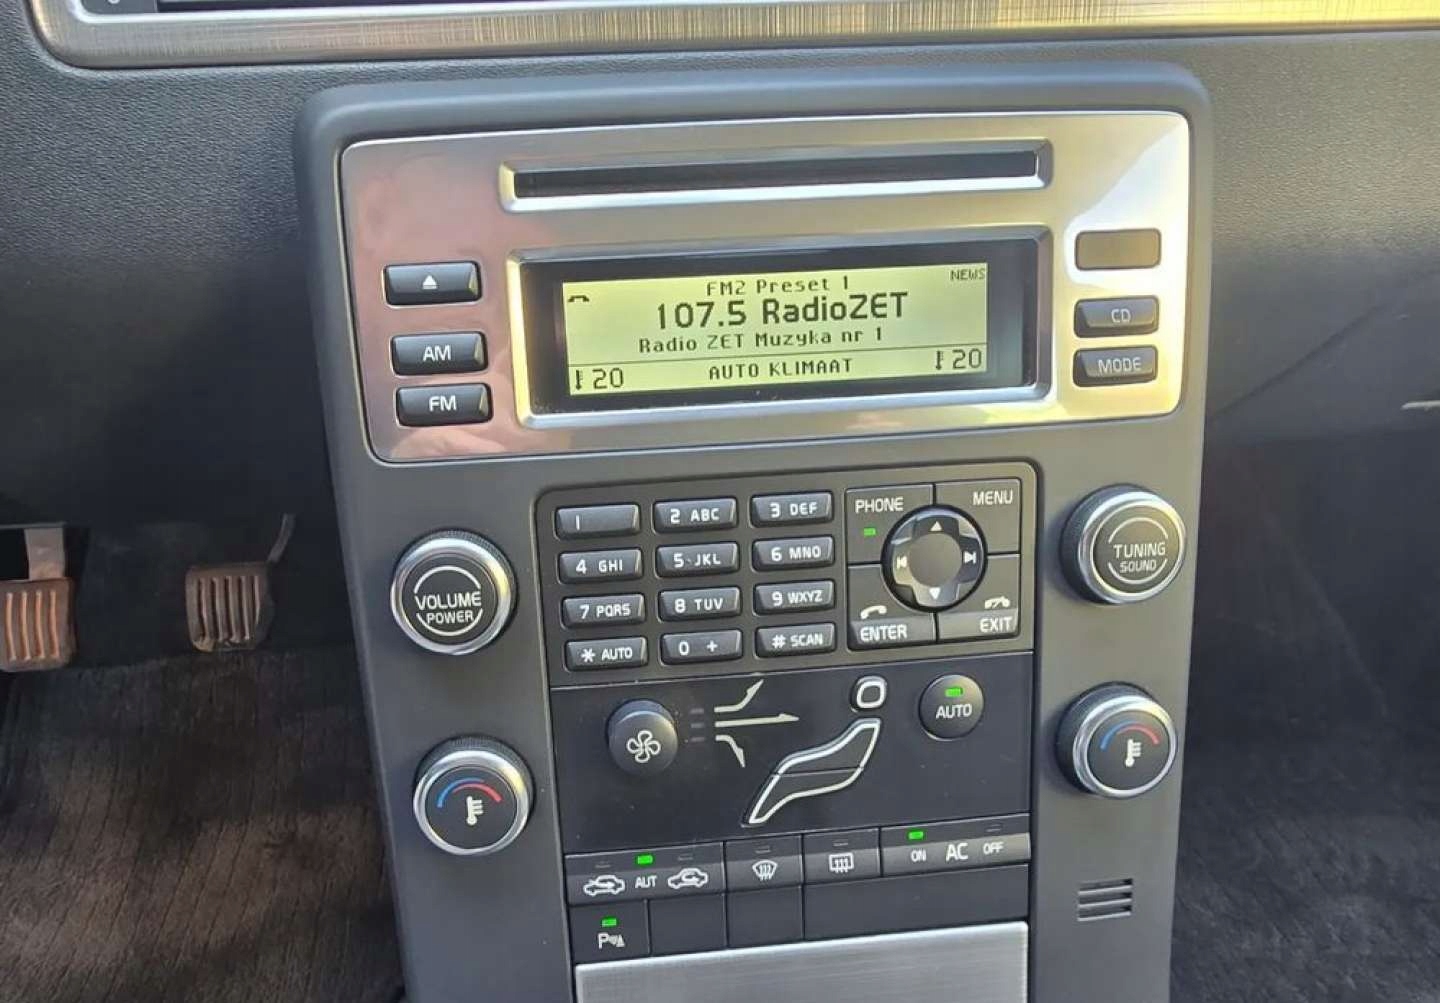 FM2 Preset 1
NEWS
107.5 RadioZET
Radio ZET Muzyka nr 1
20 AUTO KLIMAAT 20
AM
FM
CD
MODE
1 2 ABC 3 DEF
4 GHI 5 JKL 6 MNO
7 PQRS 8 TUV 9 WXYZ
* AUTO 0 + # SCAN
PHONE MENU
ENTER EXIT
VOLUME
POWER
TUNING
SOUND
AUTO
AUT
ON AC OFF
P